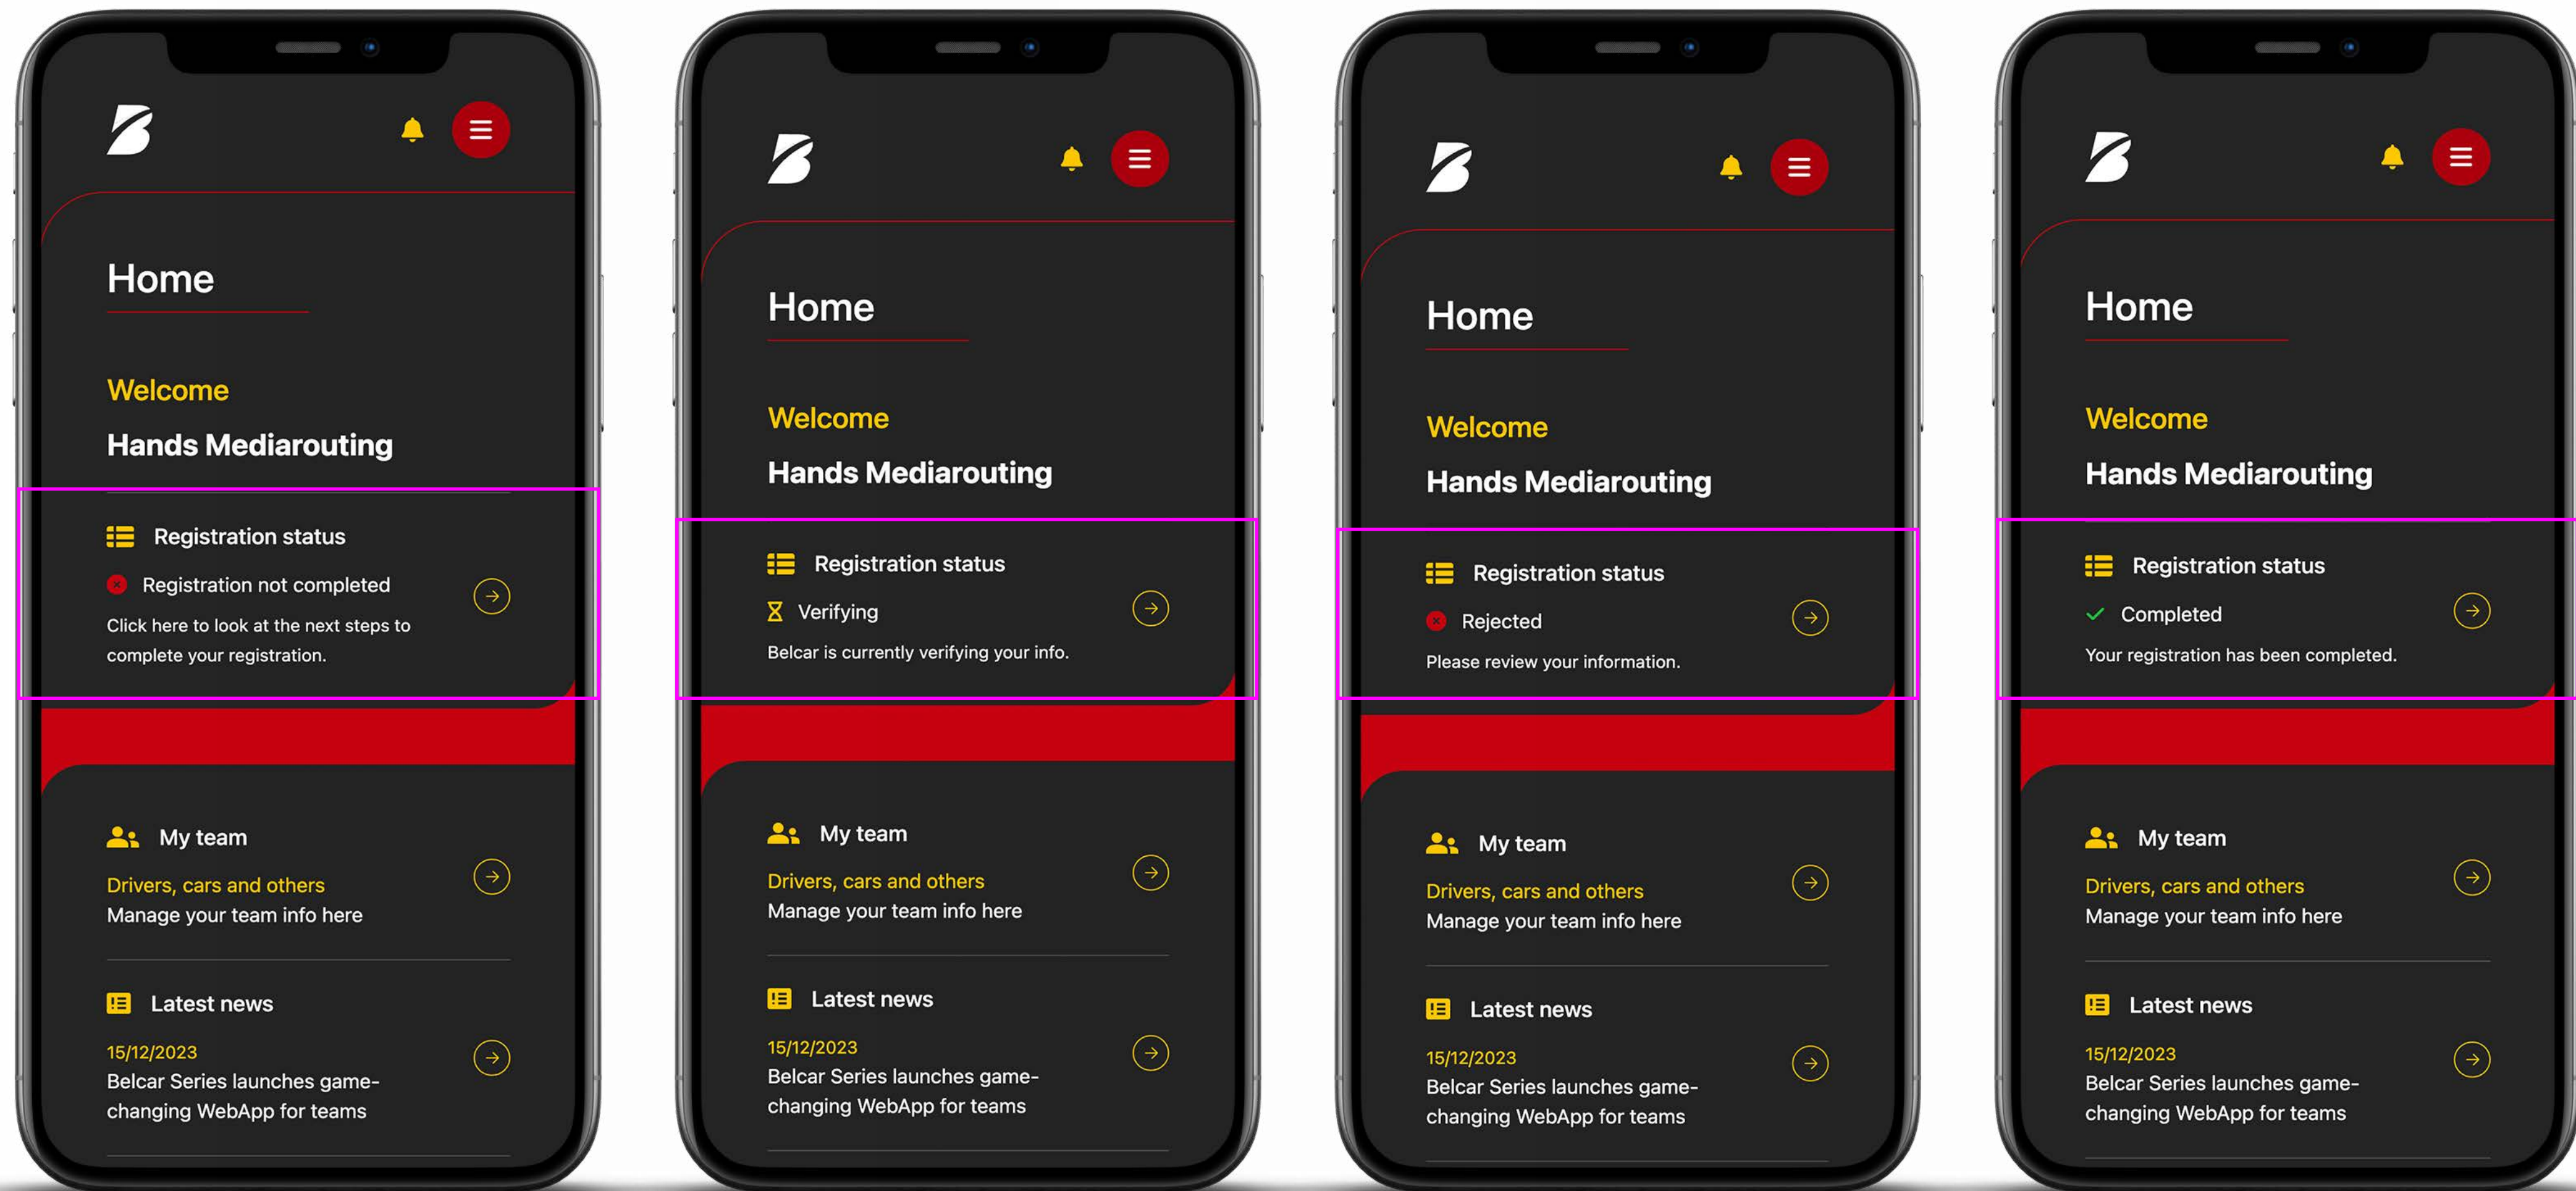 Home
Welcome
Hands Mediarouting
Registration status
Registration not completed
Click here to look at the next steps to
complete your registration.
My team
Drivers, cars and others
Manage your team info here
Latest news
15/12/2023
Belcar Series launches game-
changing WebApp for teams
Home
Welcome
Hands Mediarouting
Registration status
Verifying
Belcar is currently verifying your info.
My team
Drivers, cars and others
Manage your team info here
Latest news
15/12/2023
Belcar Series launches game-
changing WebApp for teams
Home
Welcome
Hands Mediarouting
Registration status
Rejected
Please review your information.
My team
Drivers, cars and others
Manage your team info here
Latest news
15/12/2023
Belcar Series launches game-
changing WebApp for teams
Home
Welcome
Hands Mediarouting
Registration status
Completed
Your registration has been completed.
My team
Drivers, cars and others
Manage your team info here
Latest news
15/12/2023
Belcar Series launches game-
changing WebApp for teams